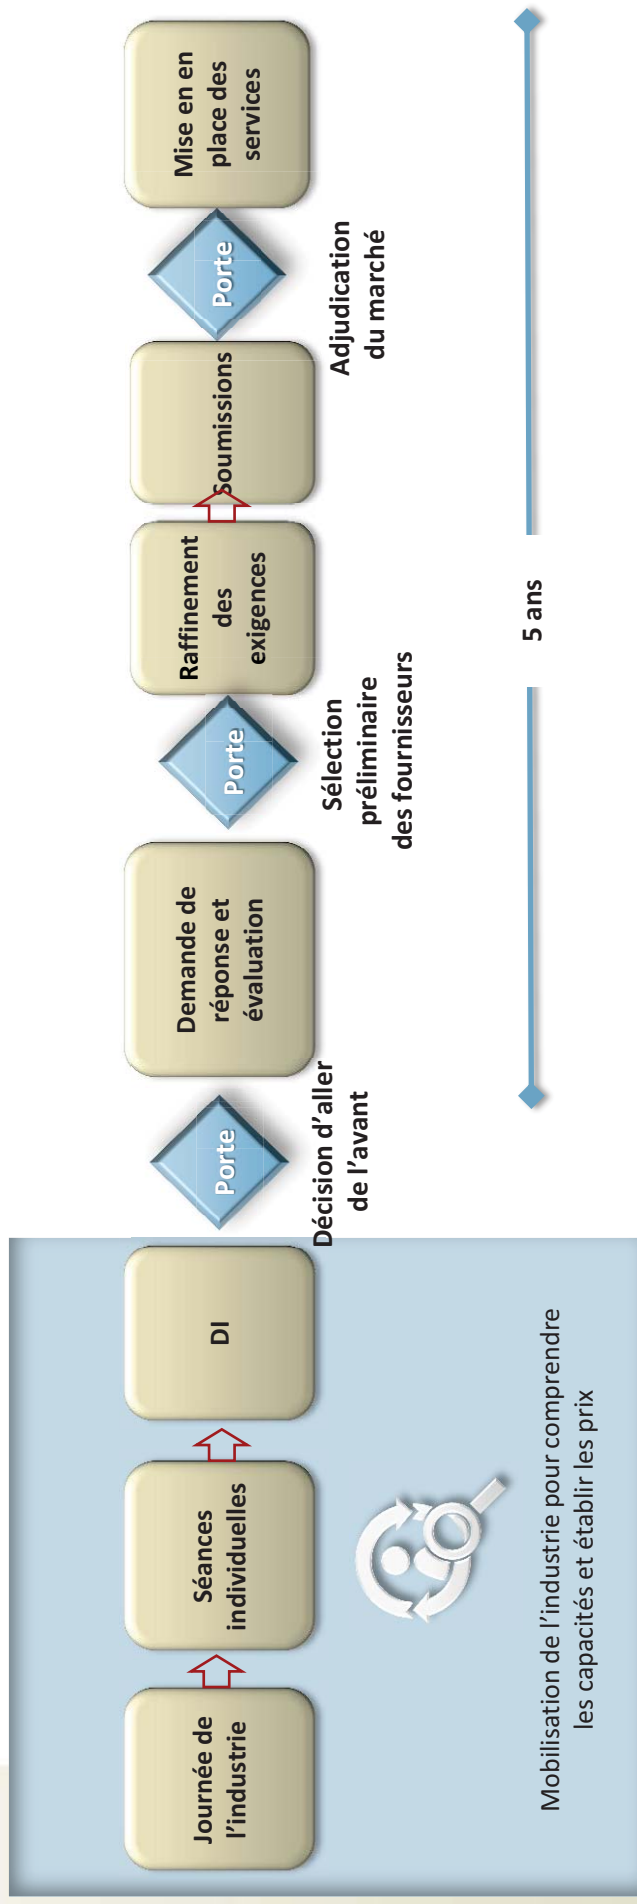 Journée de
l’industrie
Séances
individuelles
DI
Porte
Décision d’aller
de l’avant
Demande de
réponse et
évaluation
Porte
Sélection
préliminaire
des fournisseurs
Raffinement
des
exigences
Soumissions
Porte
Adjudication
du marché
Mise en en
place des
services
5 ans
Mobilisation de l’industrie pour comprendre
les capacités et établir les prix